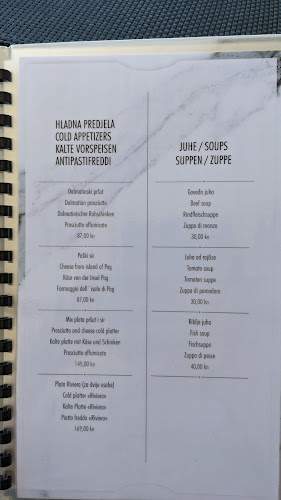 HLADNA PREDJELA
COLD APPETIZERS
KALTE VORSPEISEN
ANTIPASTIFREDDI
Dalmatinski pršut
Dalmatian prosciutto
Dalmatinischer Rohschinken
Prosciutto affumicato
87,00 kn
Paški sir
Cheese from island of Pag
Käse von der Insel Pag
Formaggio dell' isola di Pag
87,00 kn
Mix plata pršut i sir
Prosciutto and cheese cold platter
Kalte platte mit Käse und Schinken
Prosciutto affumicato
145,00 kn
Plata Riviera (za dvije osobe)
Cold platter «Riviera»
Kalte Platte «Riviera»
Piatto freddo «Riviera»
169,00 kn
JUHE / SOUPS
SUPPEN / ZUPPE
Goveđa juha
Beef soup
Rindfleischsuppe
Zuppa di manzo
30,00 kn
Juha od rajčice
Tomato soup
Tomaten suppe
Zuppa di pomodoro
30,00 kn
Riblja juha
Fish soup
Fischsuppe
Zuppa di pesce
40,00 kn